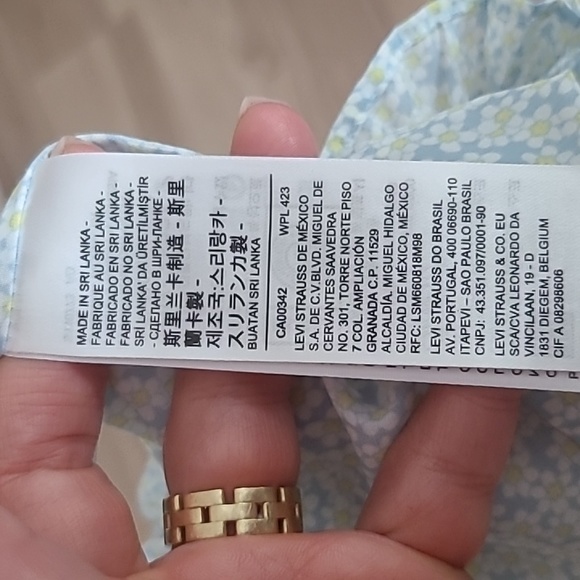 MADE IN SRI LANKA -
FABRIQUE AU SRI LANKA -
FABRICADO EN SRI LANKA -
FABRICADO NO SRI LANKA -
SRİ LANKA'DA ÜRETİLMİŞTİR
- СДЕЛАНО В ШРИ-ЛАНКЕ -
斯里兰卡制造 - 斯里
蘭卡製 -
제조국:스리랑카 -
スリランカ製 -
BUATAN SRI LANKA
CA00342 WPL 423
LEVI STRAUSS DE MÉXICO
S.A. DE C.V.BLVD. MIGUEL DE
CERVANTES SAAVEDRA
NO. 301, TORRE NORTE PISO
7 COL. AMPLIACIÓN
GRANADA C.P. 11529
ALCALDÍA. MIGUEL HIDALGO
CIUDAD DE MÉXICO, MÉXICO
RFC: LSM660818M98
LEVI STRAUSS DO BRASIL
AV. PORTUGAL, 400 06690-110
ITAPEVI – SAO PAULO BRASIL
CNPJ: 43.351.097/0001-90
LEVI STRAUSS & CO. EU
SCA/CVA LEONARDO DA
VINCILAAN, 19 - D
1831 DIEGEM, BELGIUM
CIF A 08298606